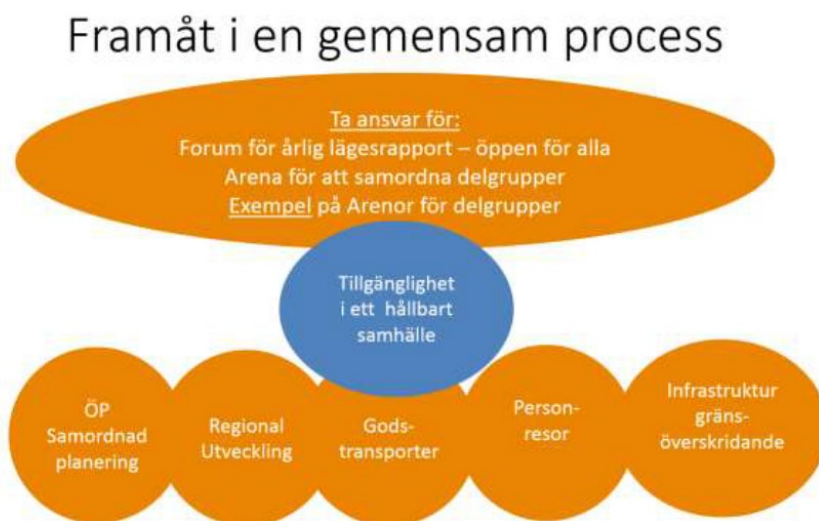 Framåt i en gemensam process
Ta ansvar för:
Forum för årlig lägesrapport – öppen för alla
Arena för att samordna delgrupper
Exempel på Arenor för delgrupper
Tillgänglighet
i ett hållbart
samhälle
ÖP
Samordnad
planering
Regional
Utveckling
Gods-
transporter
Person-
resor
Infrastruktur
gräns-
överskridande